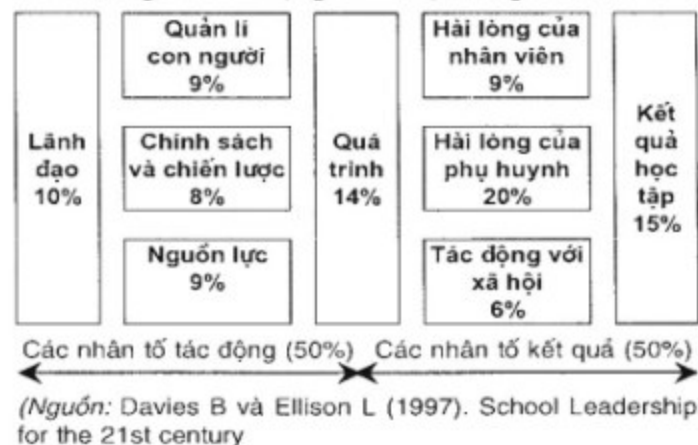 Lãnh
đạo
10%
Quản lí
con người
9%
Chính sách
và chiến lược
8%
Nguồn lực
9%
Quá
trình
14%
Hài lòng của
nhân viên
9%
Hài lòng của
phụ huynh
20%
Tác động với
xã hội
6%
Kết
quả
học
tập
15%
Các nhân tố tác động (50%)
Các nhân tố kết quả (50%)
(Nguồn: Davies B và Ellison L (1997). School Leadership
for the 21st century